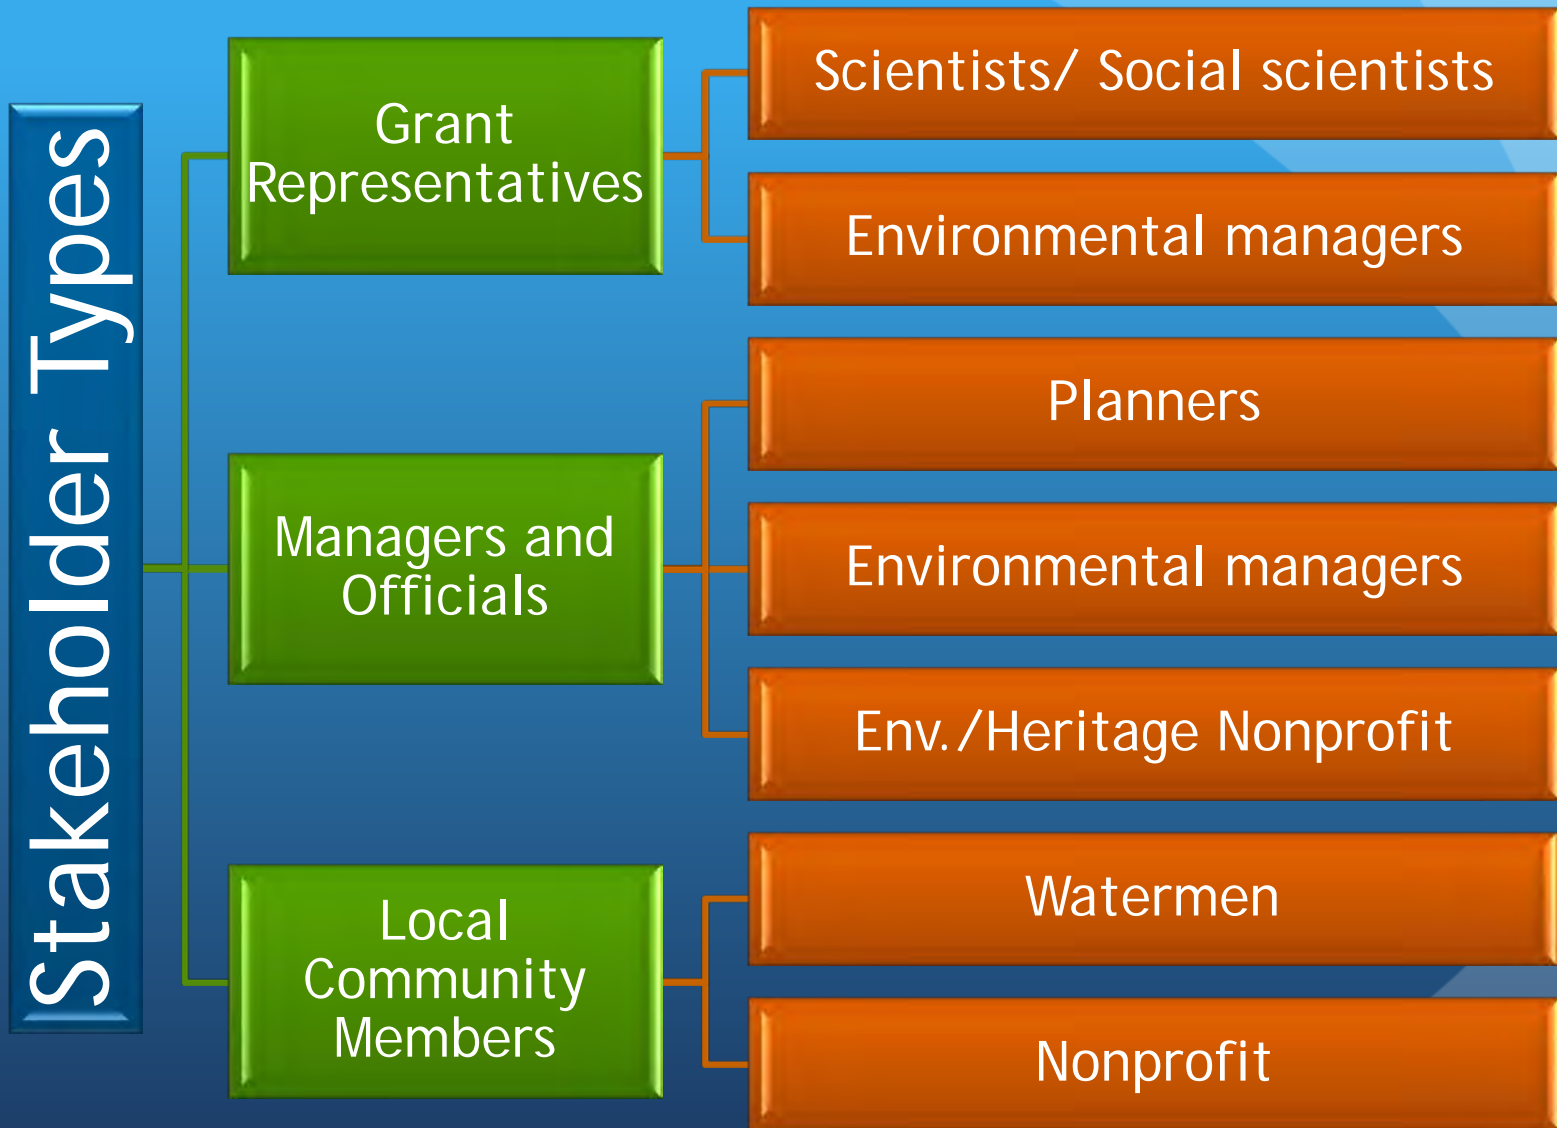 Stakeholder Types
Grant
Representatives
Scientists/ Social scientists
Environmental managers
Managers and
Officials
Planners
Environmental managers
Env./Heritage Nonprofit
Local
Community
Members
Watermen
Nonprofit